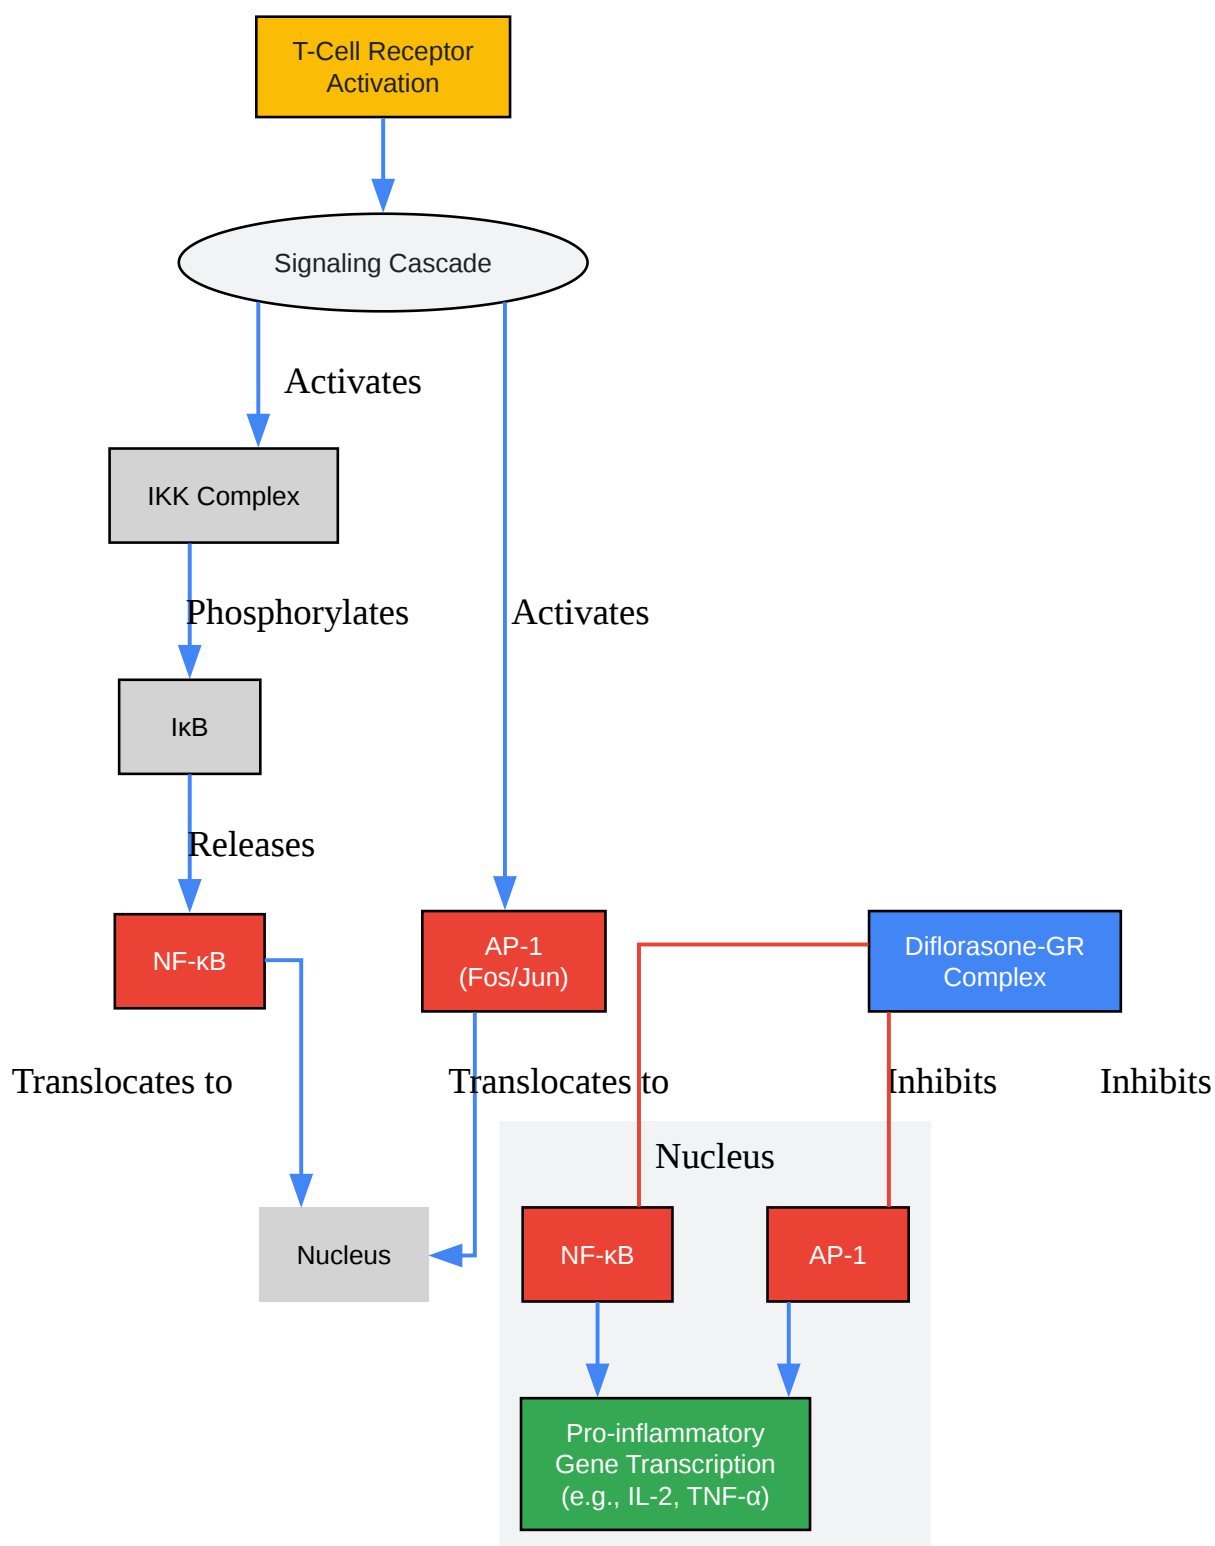 T-Cell Receptor
Activation
Signaling Cascade
Activates
IKK Complex
Phosphorylates
Activates
IκB
Releases
NF-κB
AP-1
(Fos/Jun)
Diflorasone-GR
Complex
Translocates to
Translocates to
Inhibits
Inhibits
Nucleus
Nucleus
NF-κB
AP-1
Pro-inflammatory
Gene Transcription
(e.g., IL-2, TNF-α)